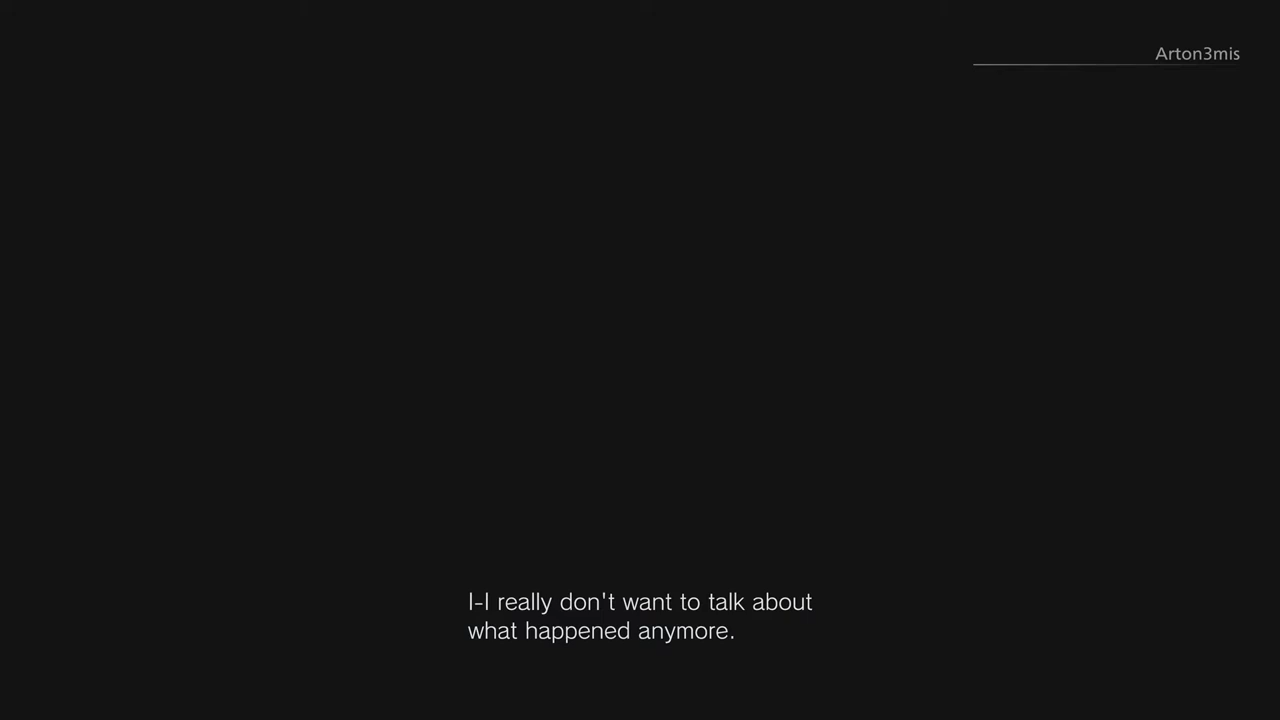 Arton3mis
I-I really don't want to talk about
what happened anymore.